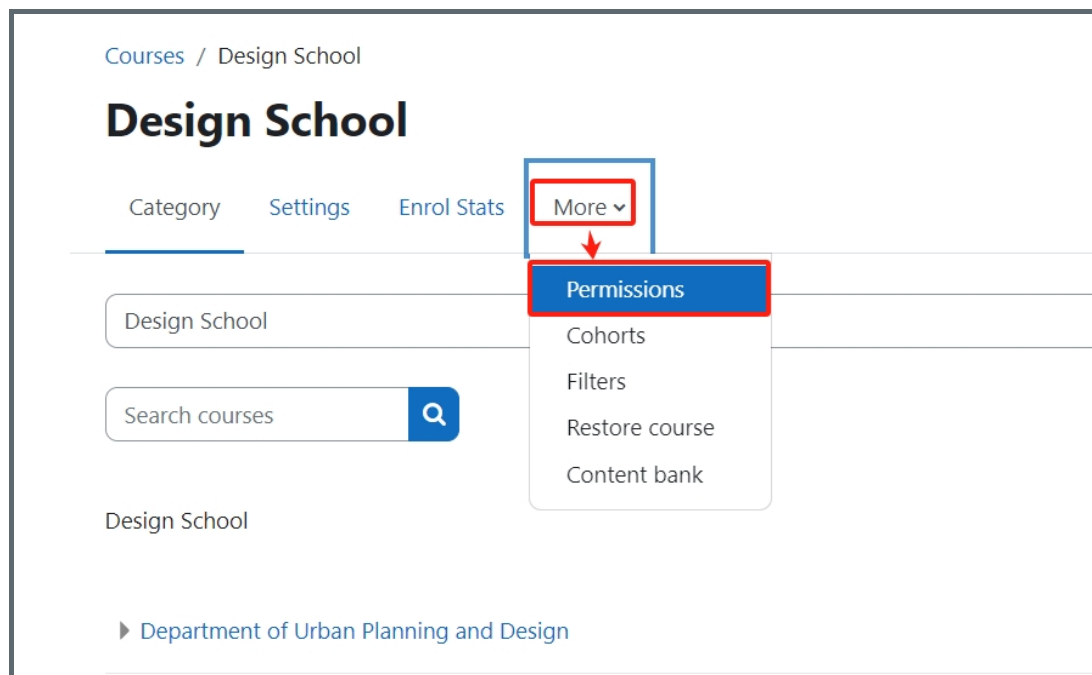 Courses / Design School
Design School
Category Settings Enrol Stats More
Permissions
Design School
Cohorts
Filters
Search courses
Restore course
Content bank
Design School
Department of Urban Planning and Design